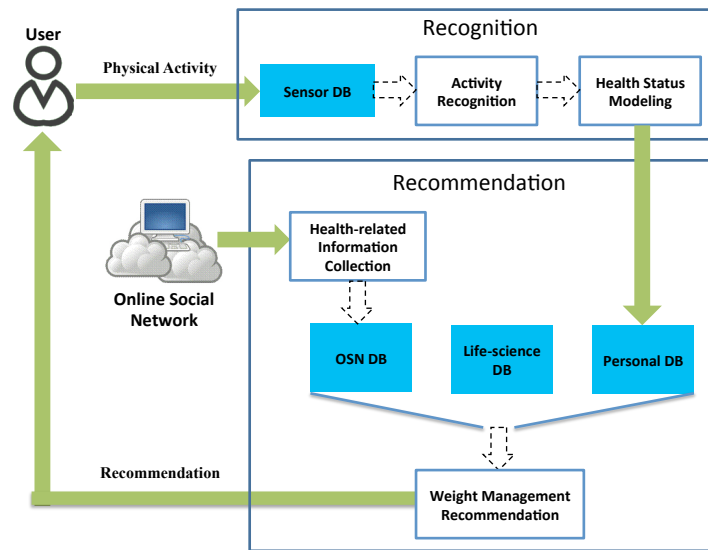 Recognition
User
Physical Activity
Sensor DB
Activity
Recognition
Health Status
Modeling
Recommendation
Health-related
Information
Collection
Online Social
Network
OSN DB
Life-science
DB
Personal DB
Recommendation
Weight Management
Recommendation